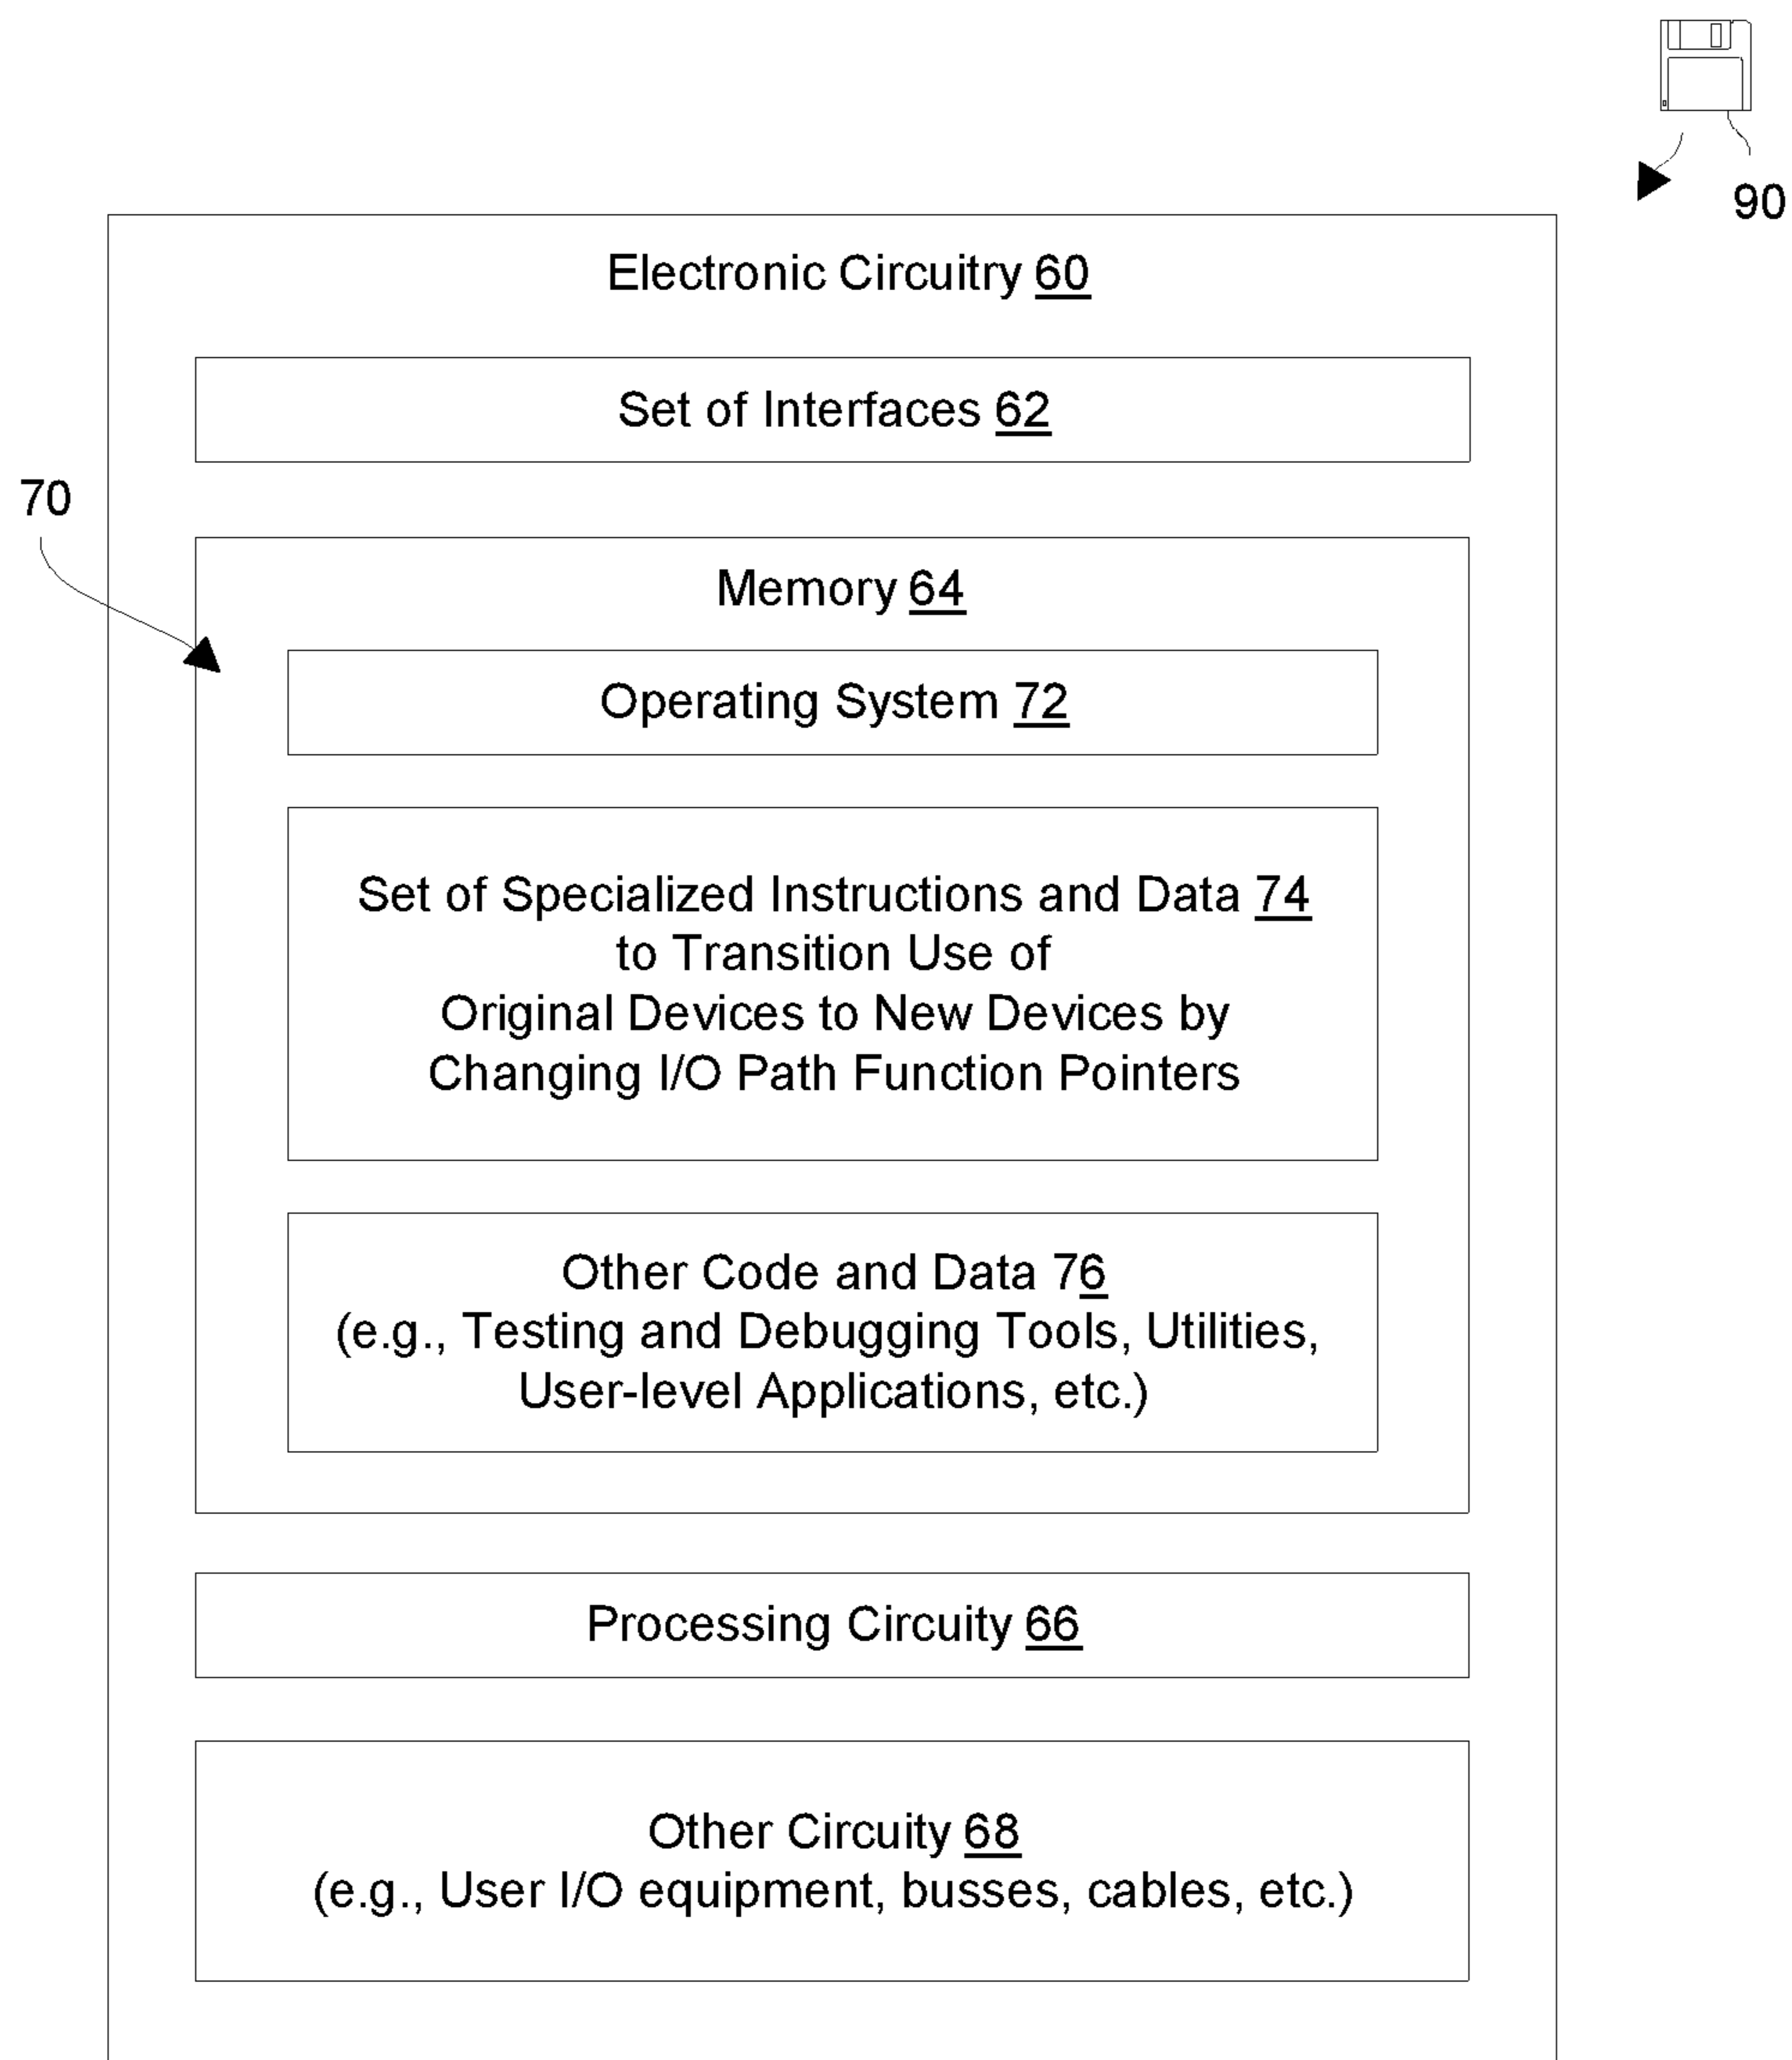 90
Electronic Circuitry 60
Set of Interfaces 62
70
Memory 64
Operating System 72
Set of Specialized Instructions and Data 74
to Transition Use of
Original Devices to New Devices by
Changing I/O Path Function Pointers
Other Code and Data 76
(e.g., Testing and Debugging Tools, Utilities,
User-level Applications, etc.)
Processing Circuity 66
Other Circuity 68
(e.g., User I/O equipment, busses, cables, etc.)